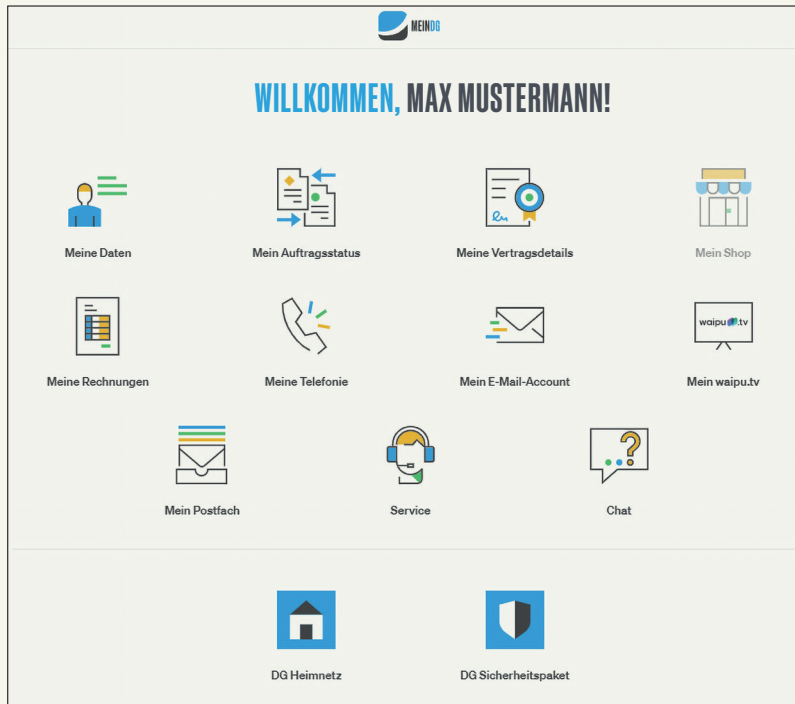 MEINDG
WILLKOMMEN, MAX MUSTERMANN!
Meine Daten
Mein Auftragsstatus
Meine Vertragsdetails
Mein Shop
waipu.tv
Meine Rechnungen
Meine Telefonie
Mein E-Mail-Account
Mein waipu.tv
Mein Postfach
Service
Chat
DG Heimnetz
DG Sicherheitspaket